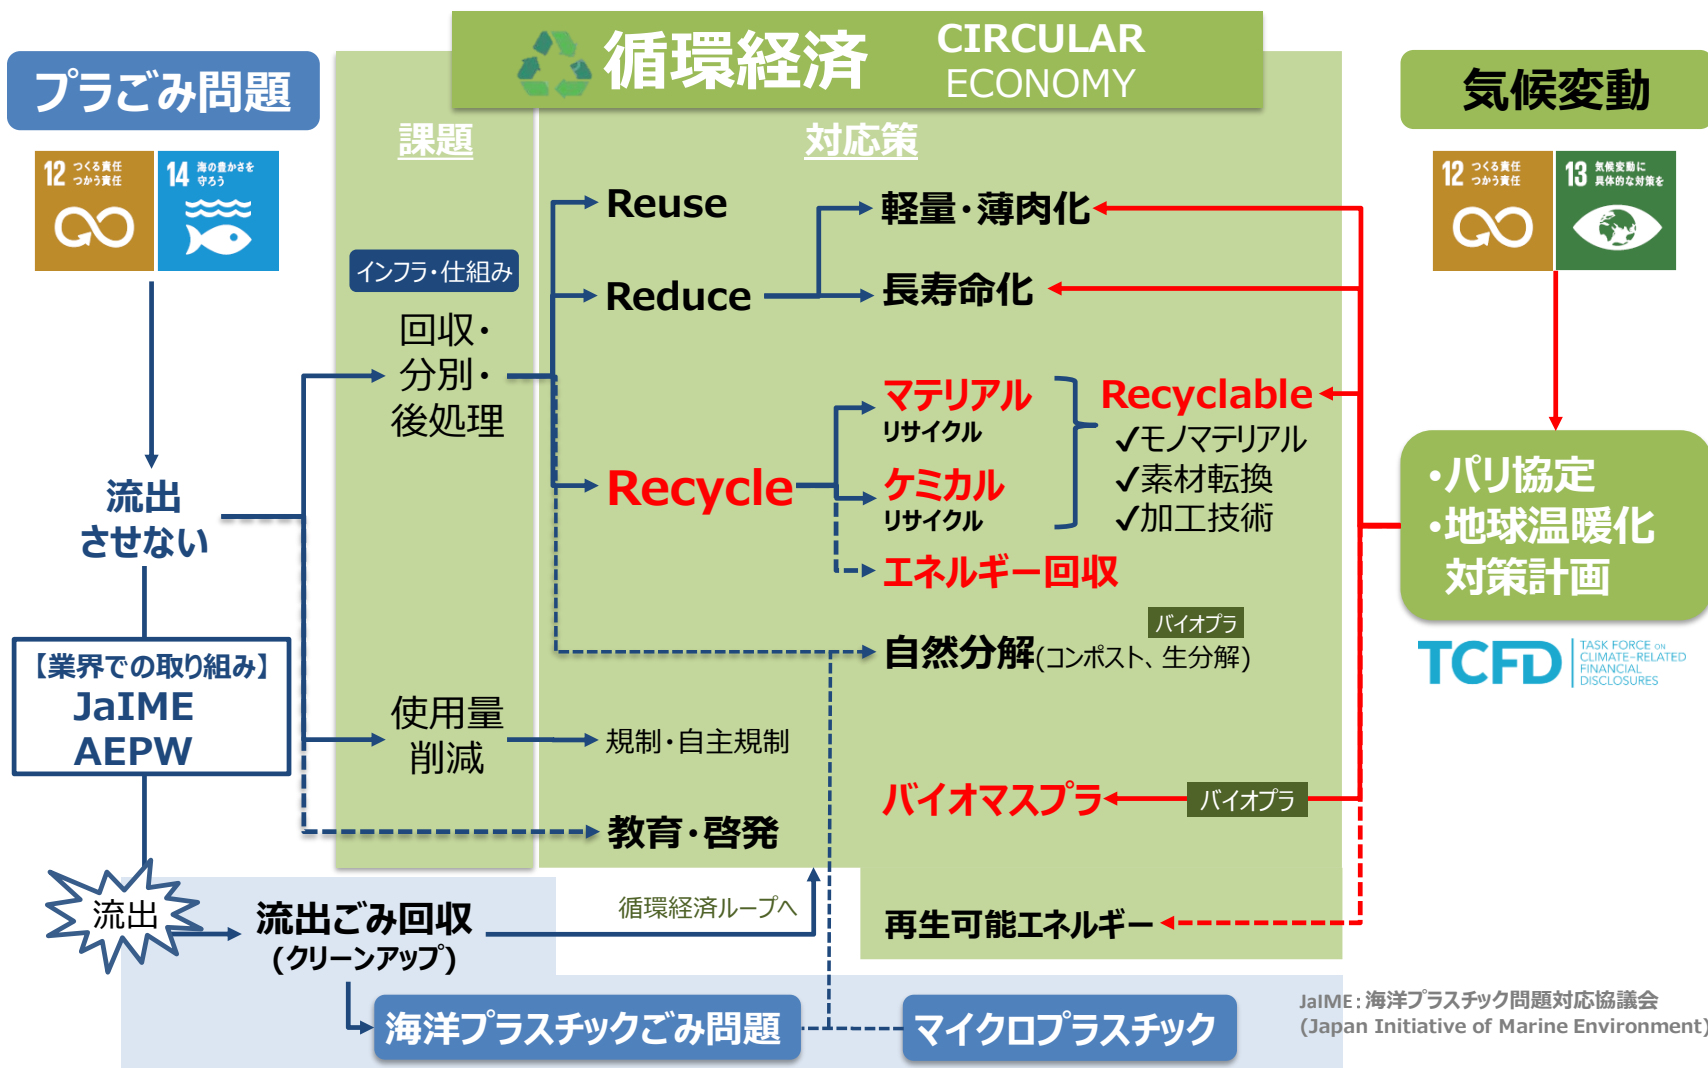 循環経済
CIRCULAR
ECONOMY
プラごみ問題
12 つくる責任
つかう責任
14 海の豊かさを
守ろう
流出
させない
【業界での取り組み】
JaIME
AEPW
流出
課題
インフラ・仕組み
回収・
分別・
後処理
使用量
削減
対応策
Reuse
Reduce
Recycle
軽量・薄肉化
長寿命化
マテリアル
リサイクル
ケミカル
リサイクル
エネルギー回収
Recyclable
✓モノマテリアル
✓素材転換
✓加工技術
バイオプラ
自然分解(コンポスト、生分解)
規制・自主規制
バイオマスプラ
バイオプラ
教育・啓発
再生可能エネルギー
流出ごみ回収
(クリーンアップ)
循環経済ループへ
海洋プラスチックごみ問題
マイクロプラスチック
気候変動
12 つくる責任
つかう責任
13 気候変動に
具体的な対策を
・パリ協定
・地球温暖化
対策計画
TCFD
TASK FORCE ON
CLIMATE-RELATED
FINANCIAL
DISCLOSURES
JaIME：海洋プラスチック問題対応協議会
(Japan Initiative of Marine Environment)